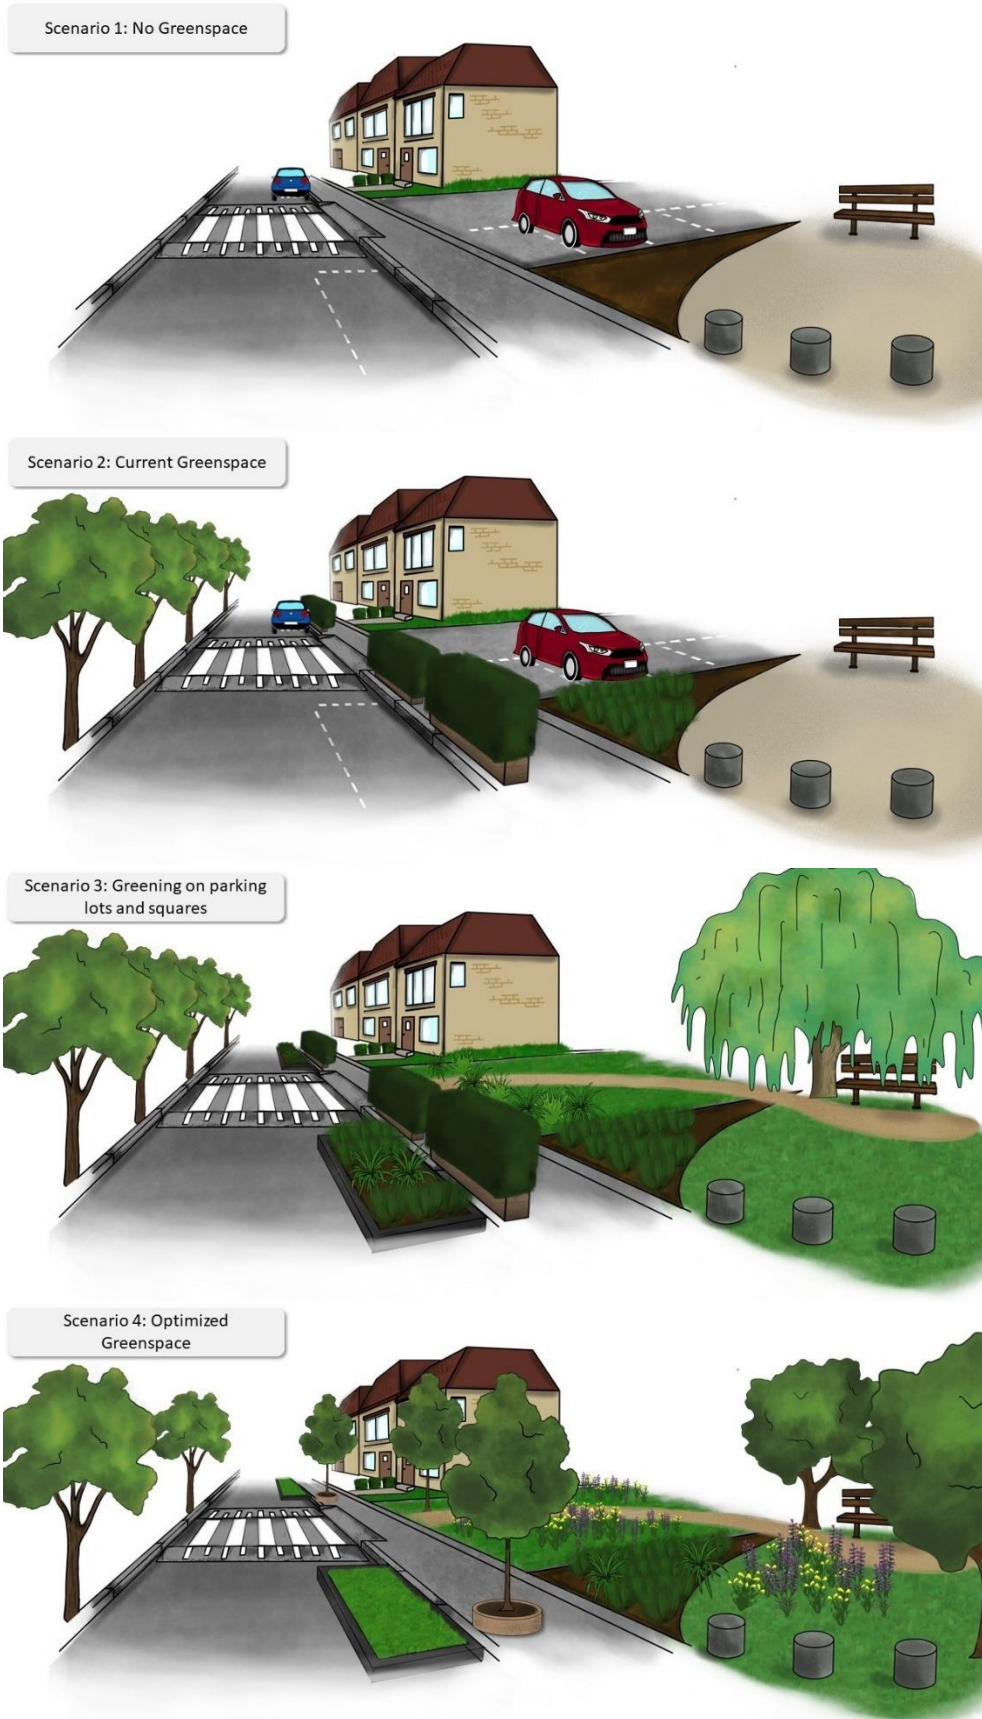 Scenario 1: No Greenspace
Scenario 2: Current Greenspace
Scenario 3: Greening on parking
lots and squares
Scenario 4: Optimized
Greenspace